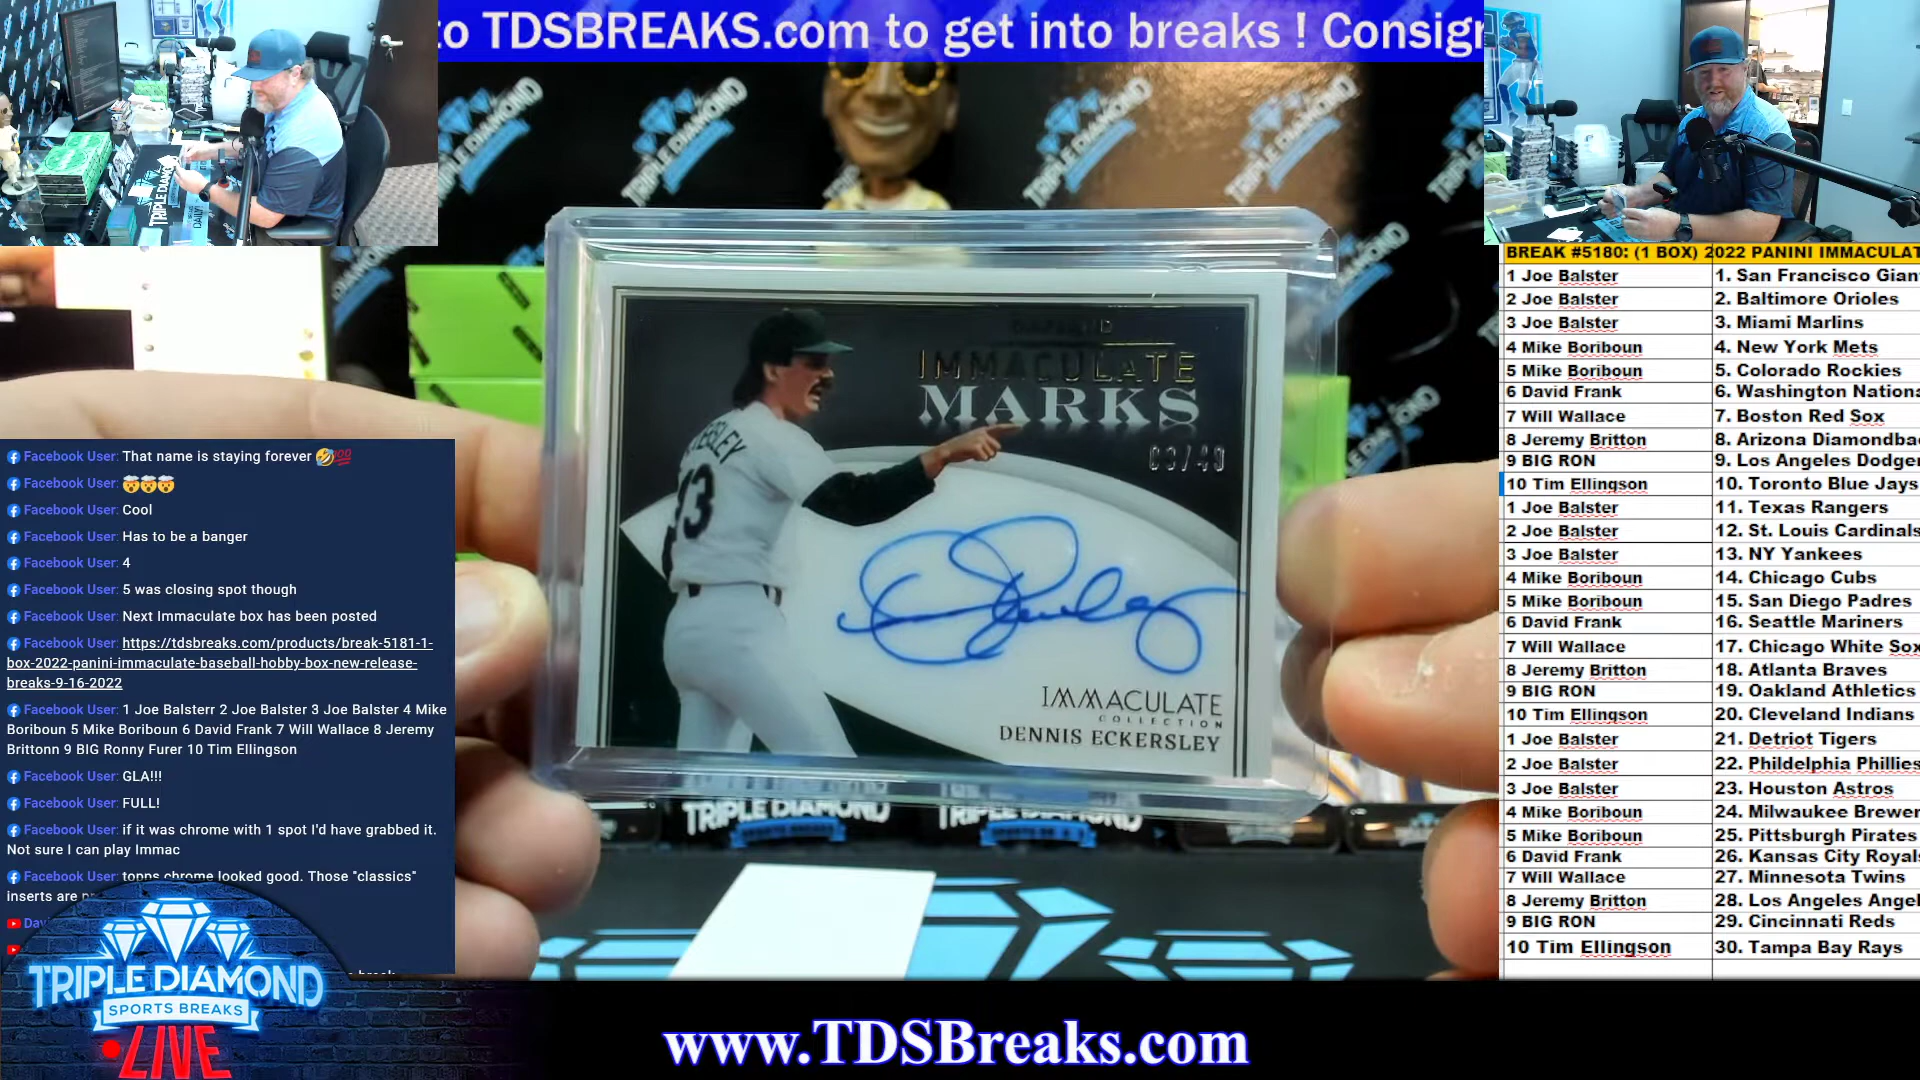 to TDSBREAKS.com to get into breaks ! Consign
IMMACULATE
MARKS
03/49
43
IMMACULATE
COLLECTION
DENNIS ECKERSLEY
TRIPLE DIAMOND
TRIPLE DIAMOND
TRIPLE DIAMOND
TRIPLE DIAMOND
Facebook User: That name is staying forever 🤣💯
Facebook User: 🤯🤯🤯
Facebook User: Cool
Facebook User: Has to be a banger
Facebook User: 4
Facebook User: 5 was closing spot though
Facebook User: Next Immaculate box has been posted
Facebook User: https://tdsbreaks.com/products/break-5181-1-
box-2022-panini-immaculate-baseball-hobby-box-new-release-
breaks-9-16-2022
Facebook User: 1 Joe Balsterr 2 Joe Balster 3 Joe Balster 4 Mike
Boriboun 5 Mike Boriboun 6 David Frank 7 Will Wallace 8 Jeremy
Brittonn 9 BIG Ronny Furer 10 Tim Ellingson
Facebook User: GLA!!!
Facebook User: FULL!
Facebook User: if it was chrome with 1 spot I'd have grabbed it.
Not sure I can play Immac
Facebook User: topps chrome looked good. Those "classics"
inserts are
TRIPLE DIAMOND
SPORTS BREAKS
LIVE
BREAK #5180: (1 BOX) 2022 PANINI IMMACULAT
1 Joe Balster 1. San Francisco Gian
2 Joe Balster 2. Baltimore Orioles
3 Joe Balster 3. Miami Marlins
4 Mike Boriboun 4. New York Mets
5 Mike Boriboun 5. Colorado Rockies
6 David Frank 6. Washington Nationa
7 Will Wallace 7. Boston Red Sox
8 Jeremy Britton 8. Arizona Diamondba
9 BIG RON 9. Los Angeles Dodger
10 Tim Ellingson 10. Toronto Blue Jays
1 Joe Balster 11. Texas Rangers
2 Joe Balster 12. St. Louis Cardinals
3 Joe Balster 13. NY Yankees
4 Mike Boriboun 14. Chicago Cubs
5 Mike Boriboun 15. San Diego Padres
6 David Frank 16. Seattle Mariners
7 Will Wallace 17. Chicago White Sox
8 Jeremy Britton 18. Atlanta Braves
9 BIG RON 19. Oakland Athletics
10 Tim Ellingson 20. Cleveland Indians
1 Joe Balster 21. Detriot Tigers
2 Joe Balster 22. Phildelphia Phillies
3 Joe Balster 23. Houston Astros
4 Mike Boriboun 24. Milwaukee Brewer
5 Mike Boriboun 25. Pittsburgh Pirates
6 David Frank 26. Kansas City Royals
7 Will Wallace 27. Minnesota Twins
8 Jeremy Britton 28. Los Angeles Angel
9 BIG RON 29. Cincinnati Reds
10 Tim Ellingson 30. Tampa Bay Rays
www.TDSBreaks.com